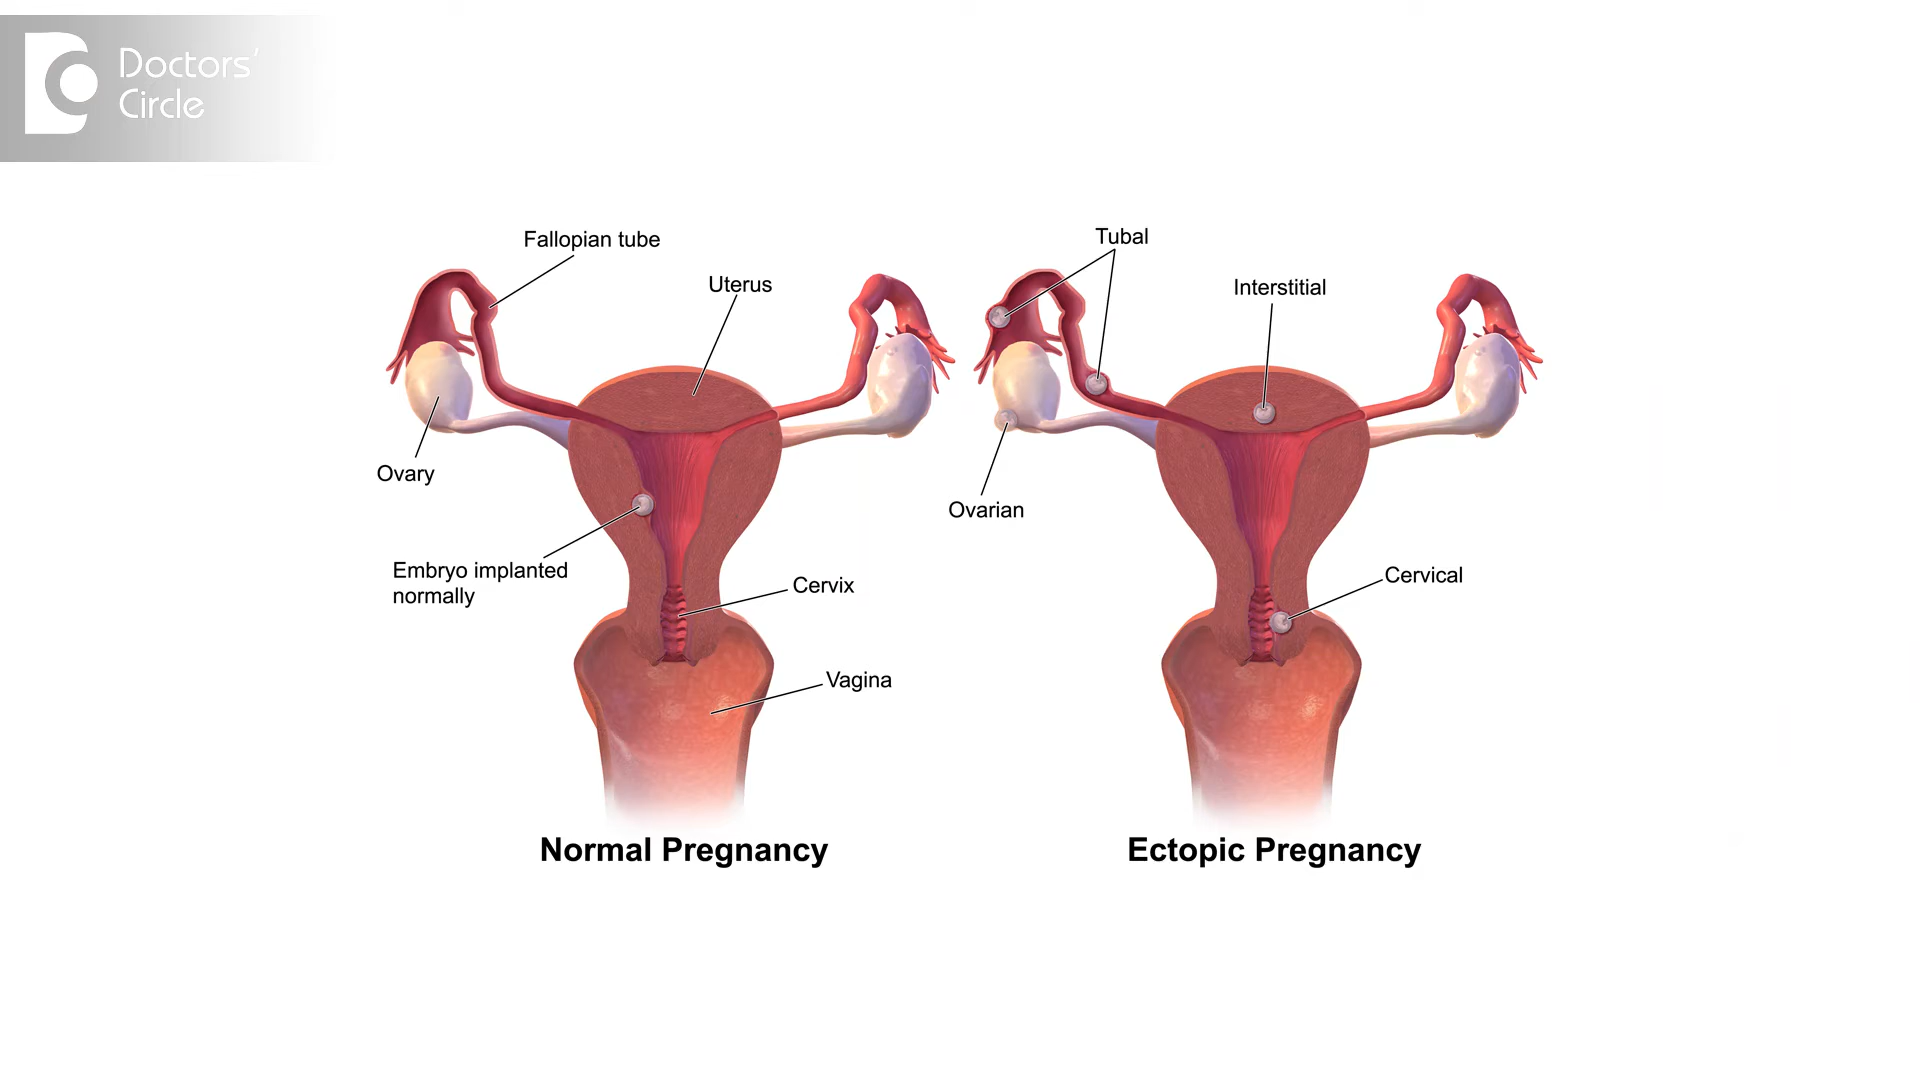 Doctors'
Circle
Fallopian tube
Uterus
Ovary
Embryo implanted
normally
Cervix
Vagina
Normal Pregnancy
Tubal
Interstitial
Ovarian
Cervical
Ectopic Pregnancy